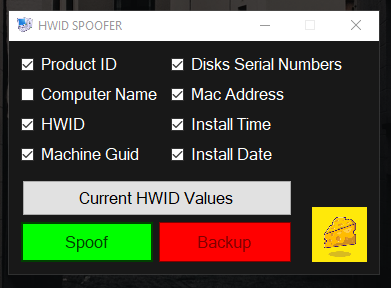 HWID SPOOFER
Product ID
Disks Serial Numbers
Computer Name
Mac Address
HWID
Install Time
Machine Guid
Install Date
Current HWID Values
Spoof
Backup